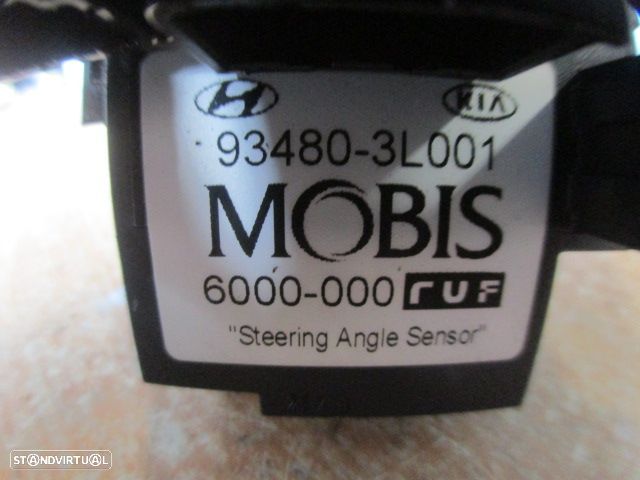 KIA
93480-3L001
MOBIS
6000-000 ruf
"Steering Angle Sensor"
STANDVIRTUAL